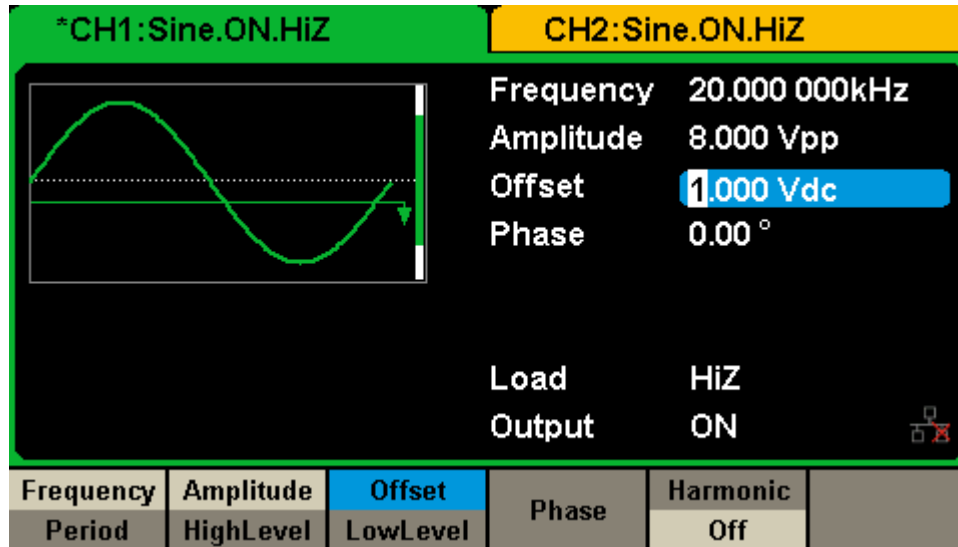 *CH1:Sine.ON.HiZ CH2:Sine.ON.HiZ
Frequency 20.000 000kHz
Amplitude 8.000 Vpp
Offset 1.000 Vdc
Phase 0.00 °
Load HiZ
Output ON
Frequency Amplitude Offset Phase Harmonic
Period HighLevel LowLevel Off